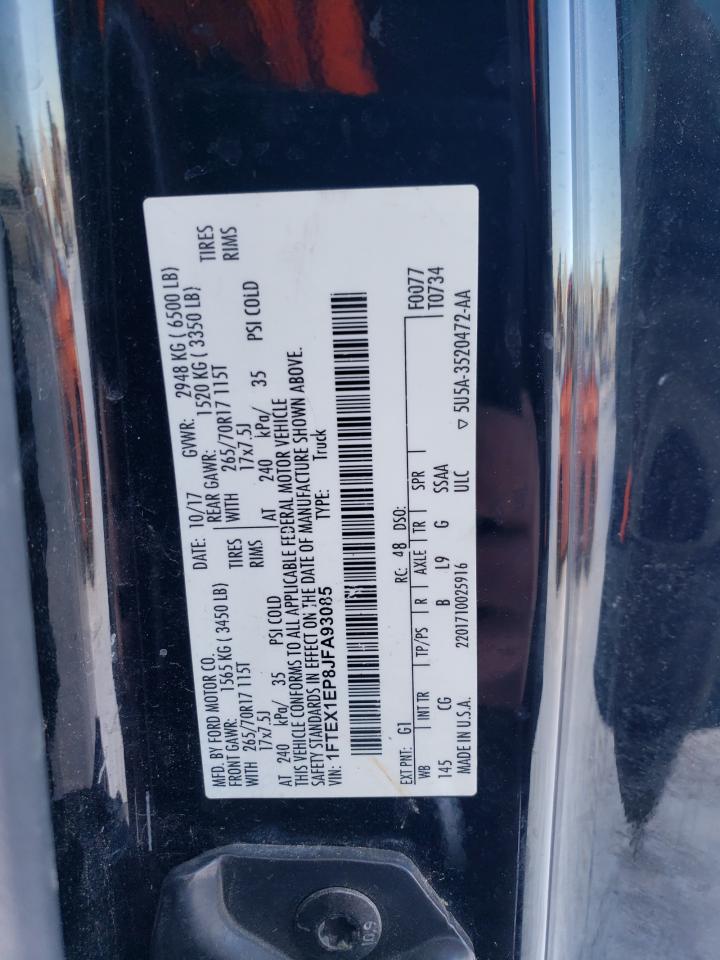 MFD. BY FORD MOTOR CO. DATE: 10/17 GVWR: 2948 KG ( 6500 LB)
FRONT GAWR: 1565 KG ( 3450 LB) REAR GAWR: 1520 KG ( 3350 LB)
WITH 265/70R17 115T TIRES WITH 265/70R17 115T TIRES
17x7.5J RIMS 17x7.5J RIMS
AT 240 kPa/ 35 PSI COLD AT 240 kPa/ 35 PSI COLD
THIS VEHICLE CONFORMS TO ALL APPLICABLE FEDERAL MOTOR VEHICLE
SAFETY STANDARDS IN EFFECT ON THE DATE OF MANUFACTURE SHOWN ABOVE.
VIN: 1FTEX1EP8JFA93085 TYPE: Truck
EXT PNT: G1 RC: 48 DSO: F0077
WB INT TR TP/PS R AXLE TR SPR T0734
145 CG B L9 G SSAA
MADE IN U.S.A. 2201710025916 ULC ▽ 5U5A-3520472-AA
10.9